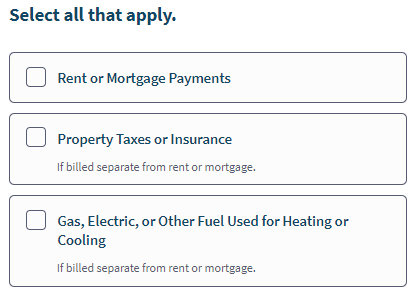 Select all that apply.
Rent or Mortgage Payments
Property Taxes or Insurance
If billed separate from rent or mortgage.
Gas, Electric, or Other Fuel Used for Heating or
Cooling
If billed separate from rent or mortgage.